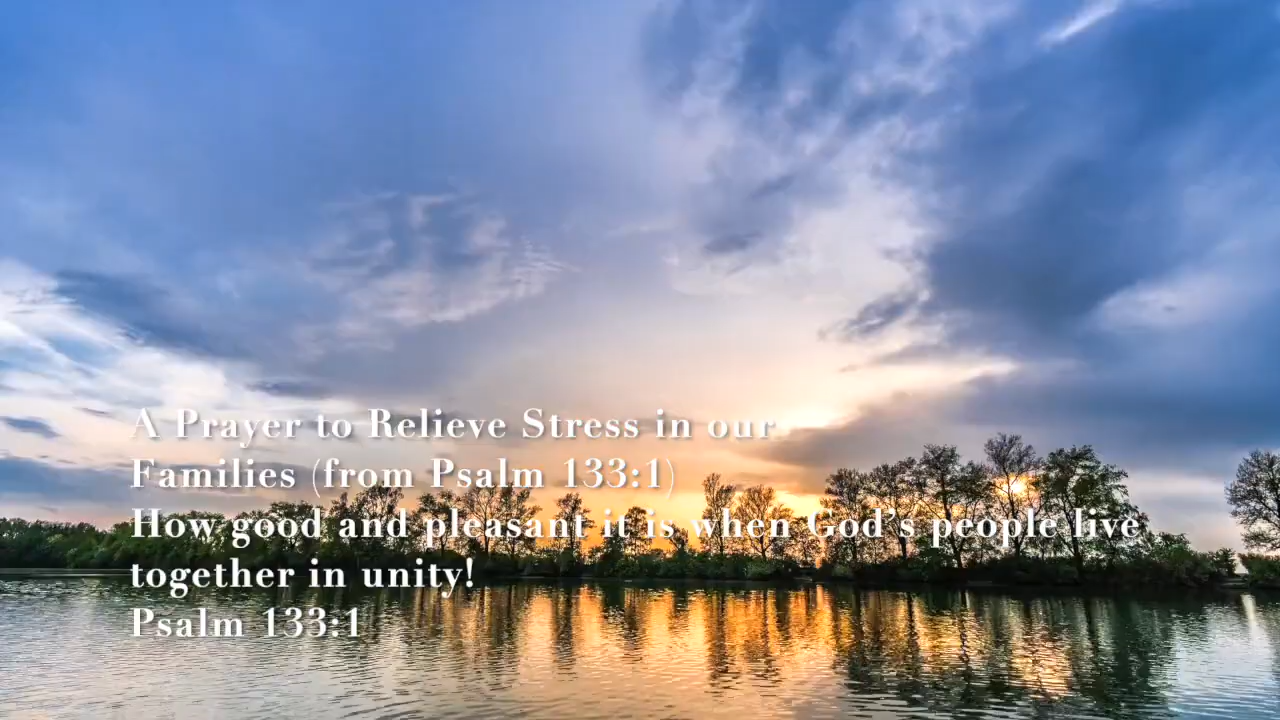 A Prayer to Relieve Stress in our
Families (from Psalm 133:1)
How good and pleasant it is when God's people live
together in unity!
Psalm 133:1